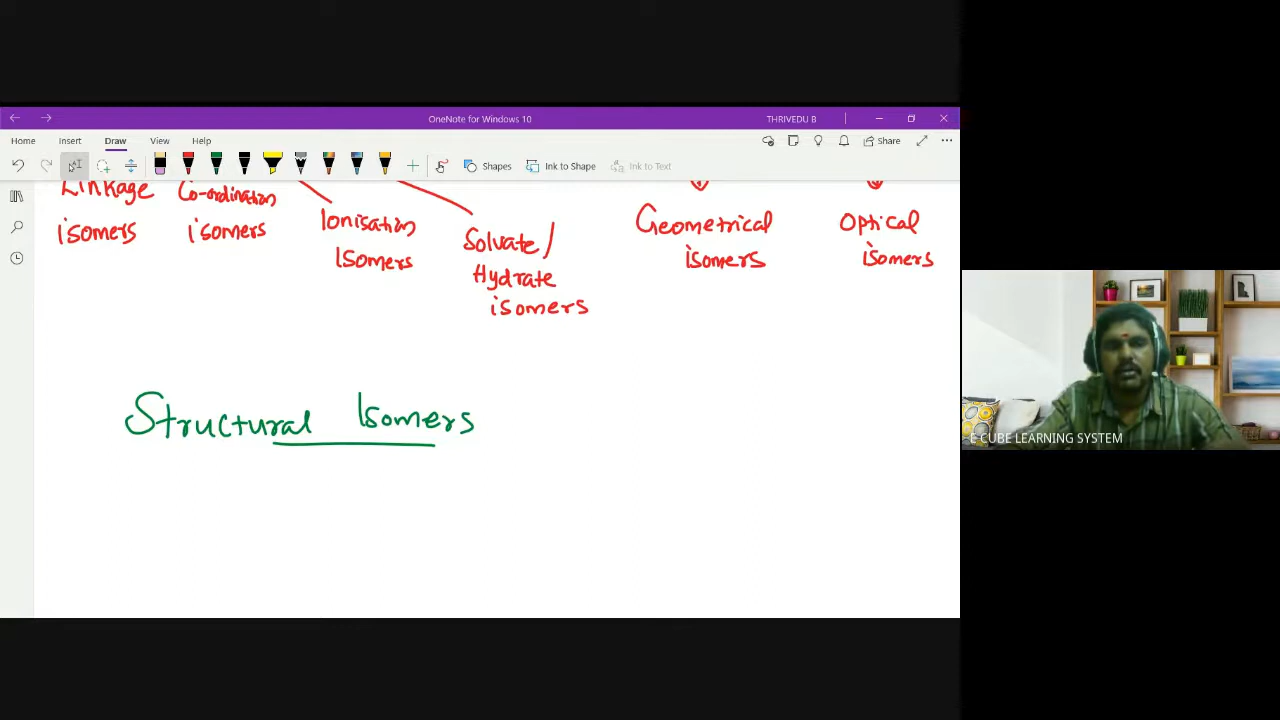 OneNote for Windows 10
THRIVEDU B
Home
Insert
Draw
View
Help
Share
Shapes
Ink to Shape
Ink to Text
Linkage
isomers
Co-ordination
isomers
Ionisation
Isomers
Solvate/
Hydrate
isomers
Geometrical
isomers
Optical
isomers
Structural Isomers
E CUBE LEARNING SYSTEM